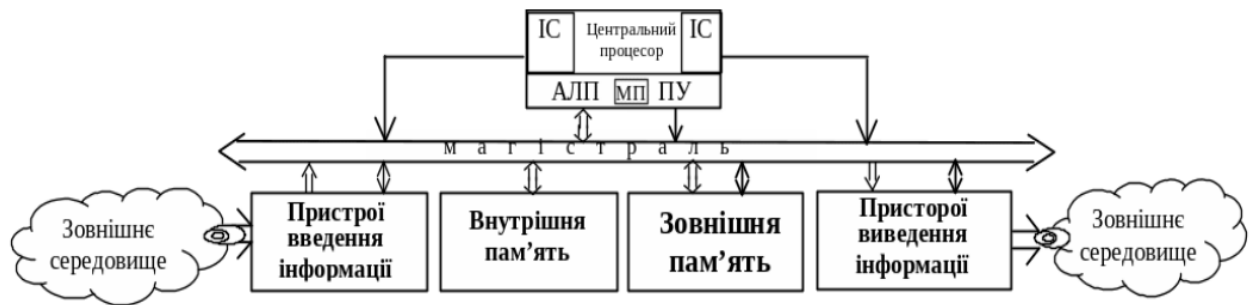 ІС Центральний процесор ІС
АЛП МП ПУ
магістраль
Зовнішнє
середовище
Пристрої
введення
інформації
Внутрішня
пам’ять
Зовнішня
пам’ять
Присторої
виведення
інформації
Зовнішнє
середовище